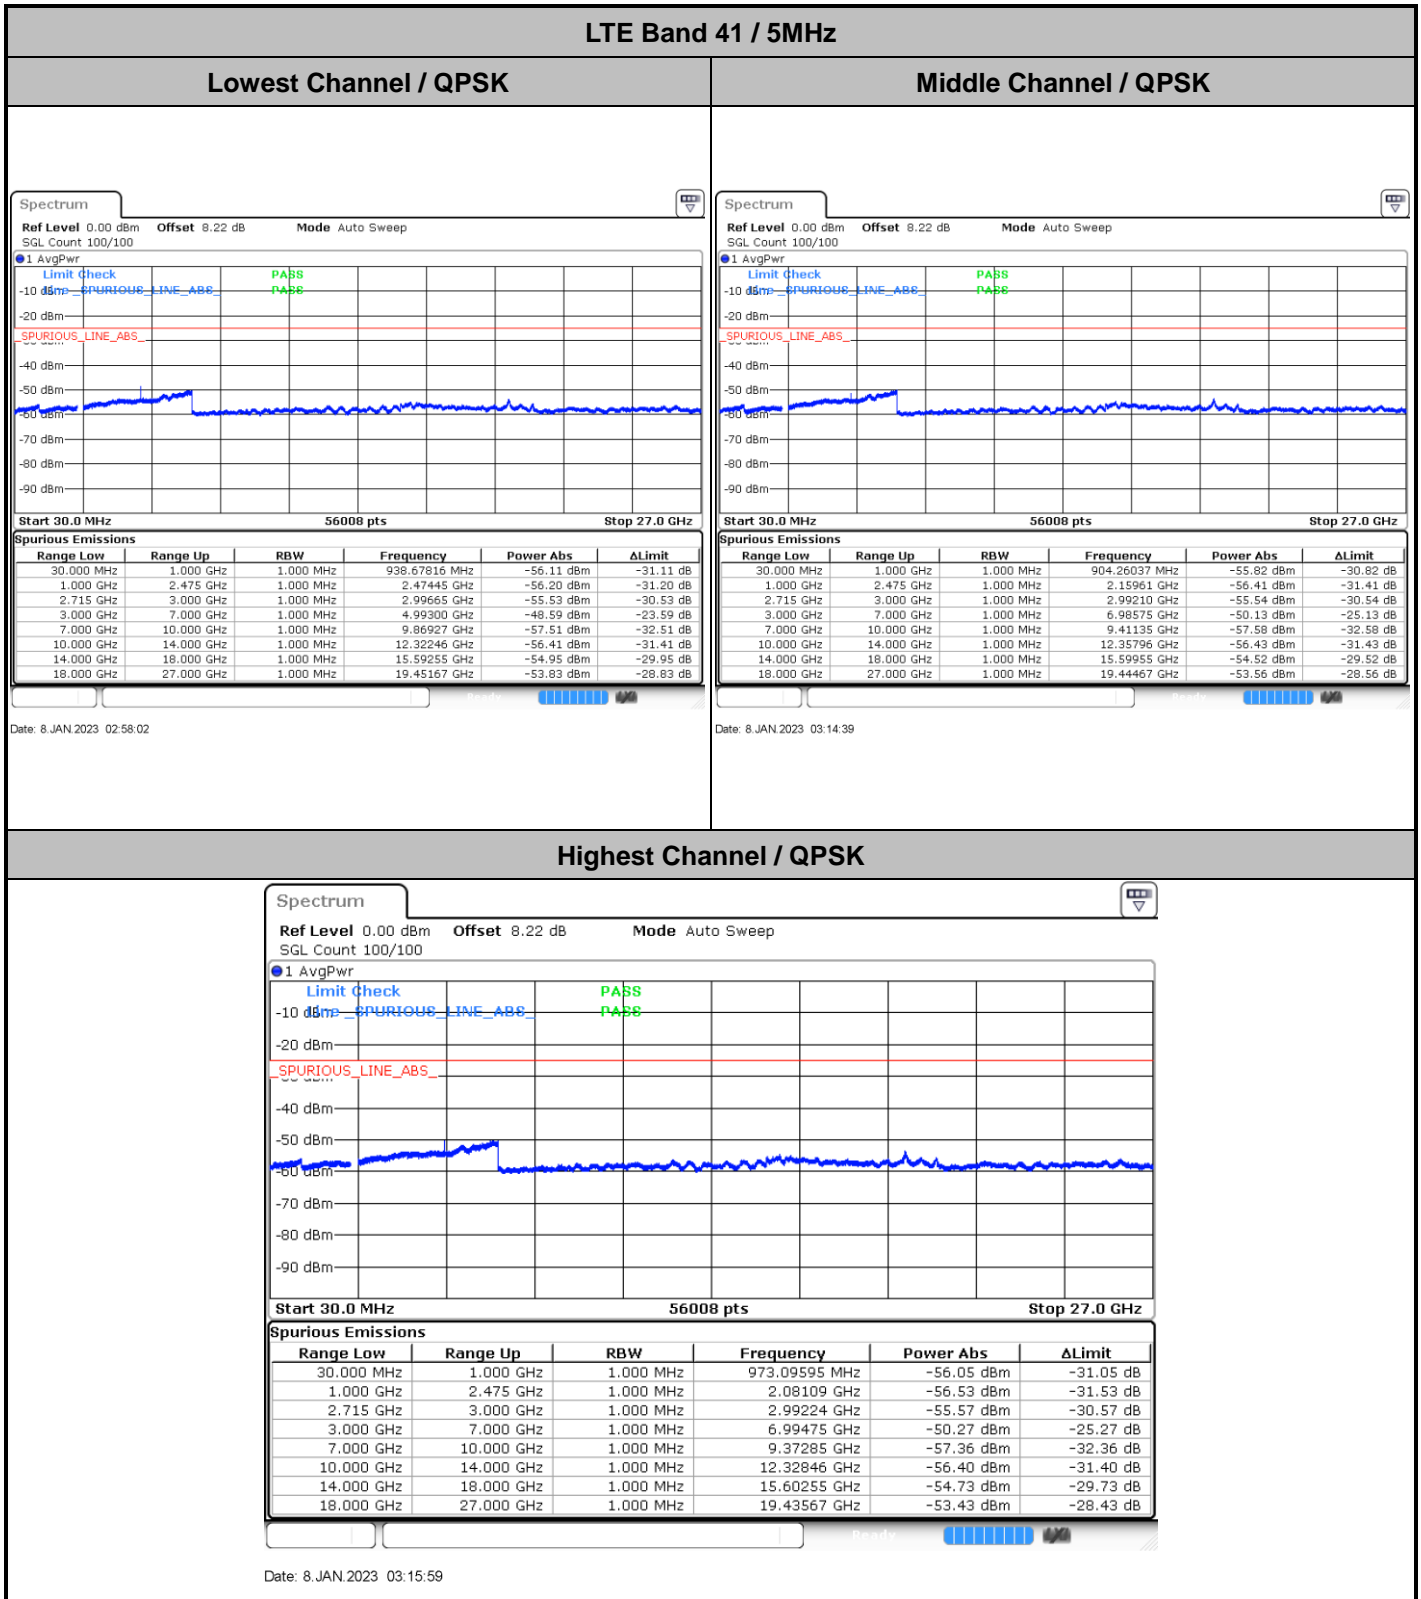 LTE Band 41 / 5MHz
Lowest Channel / QPSK
Middle Channel / QPSK
Spectrum
Ref Level 0.00 dBm Offset 8.22 dB Mode Auto Sweep
SGL Count 100/100
1 AvgPwr
Limit Check PASS
Line _SPURIOUS_LINE_ABS_ PASS
-10 dBm
-20 dBm
_SPURIOUS_LINE_ABS_
-40 dBm
-50 dBm
-60 dBm
-70 dBm
-80 dBm
-90 dBm
Start 30.0 MHz 56008 pts Stop 27.0 GHz
Spurious Emissions
Range Low Range Up RBW Frequency Power Abs ΔLimit
30.000 MHz 1.000 GHz 1.000 MHz 938.67816 MHz -56.11 dBm -31.11 dB
1.000 GHz 2.475 GHz 1.000 MHz 2.47445 GHz -56.20 dBm -31.20 dB
2.715 GHz 3.000 GHz 1.000 MHz 2.99665 GHz -55.53 dBm -30.53 dB
3.000 GHz 7.000 GHz 1.000 MHz 4.99300 GHz -48.59 dBm -23.59 dB
7.000 GHz 10.000 GHz 1.000 MHz 9.86927 GHz -57.51 dBm -32.51 dB
10.000 GHz 14.000 GHz 1.000 MHz 12.32246 GHz -56.41 dBm -31.41 dB
14.000 GHz 18.000 GHz 1.000 MHz 15.59255 GHz -54.95 dBm -29.95 dB
18.000 GHz 27.000 GHz 1.000 MHz 19.45167 GHz -53.83 dBm -28.83 dB
Ready
Date: 8.JAN.2023 02:58:02
Spectrum
Ref Level 0.00 dBm Offset 8.22 dB Mode Auto Sweep
SGL Count 100/100
1 AvgPwr
Limit Check PASS
Line _SPURIOUS_LINE_ABS_ PASS
-10 dBm
-20 dBm
_SPURIOUS_LINE_ABS_
-40 dBm
-50 dBm
-60 dBm
-70 dBm
-80 dBm
-90 dBm
Start 30.0 MHz 56008 pts Stop 27.0 GHz
Spurious Emissions
Range Low Range Up RBW Frequency Power Abs ΔLimit
30.000 MHz 1.000 GHz 1.000 MHz 904.26037 MHz -55.82 dBm -30.82 dB
1.000 GHz 2.475 GHz 1.000 MHz 2.15961 GHz -56.41 dBm -31.41 dB
2.715 GHz 3.000 GHz 1.000 MHz 2.99210 GHz -55.54 dBm -30.54 dB
3.000 GHz 7.000 GHz 1.000 MHz 6.98575 GHz -50.13 dBm -25.13 dB
7.000 GHz 10.000 GHz 1.000 MHz 9.41135 GHz -57.58 dBm -32.58 dB
10.000 GHz 14.000 GHz 1.000 MHz 12.35796 GHz -56.43 dBm -31.43 dB
14.000 GHz 18.000 GHz 1.000 MHz 15.59955 GHz -54.52 dBm -29.52 dB
18.000 GHz 27.000 GHz 1.000 MHz 19.44467 GHz -53.56 dBm -28.56 dB
Ready
Date: 8.JAN.2023 03:14:39
Highest Channel / QPSK
Spectrum
Ref Level 0.00 dBm Offset 8.22 dB Mode Auto Sweep
SGL Count 100/100
1 AvgPwr
Limit Check PASS
Line _SPURIOUS_LINE_ABS_ PASS
-10 dBm
-20 dBm
_SPURIOUS_LINE_ABS_
-40 dBm
-50 dBm
-60 dBm
-70 dBm
-80 dBm
-90 dBm
Start 30.0 MHz 56008 pts Stop 27.0 GHz
Spurious Emissions
Range Low Range Up RBW Frequency Power Abs ΔLimit
30.000 MHz 1.000 GHz 1.000 MHz 973.09595 MHz -56.05 dBm -31.05 dB
1.000 GHz 2.475 GHz 1.000 MHz 2.08109 GHz -56.53 dBm -31.53 dB
2.715 GHz 3.000 GHz 1.000 MHz 2.99224 GHz -55.57 dBm -30.57 dB
3.000 GHz 7.000 GHz 1.000 MHz 6.99475 GHz -50.27 dBm -25.27 dB
7.000 GHz 10.000 GHz 1.000 MHz 9.37285 GHz -57.36 dBm -32.36 dB
10.000 GHz 14.000 GHz 1.000 MHz 12.32846 GHz -56.40 dBm -31.40 dB
14.000 GHz 18.000 GHz 1.000 MHz 15.60255 GHz -54.73 dBm -29.73 dB
18.000 GHz 27.000 GHz 1.000 MHz 19.43567 GHz -53.43 dBm -28.43 dB
Ready
Date: 8.JAN.2023 03:15:59